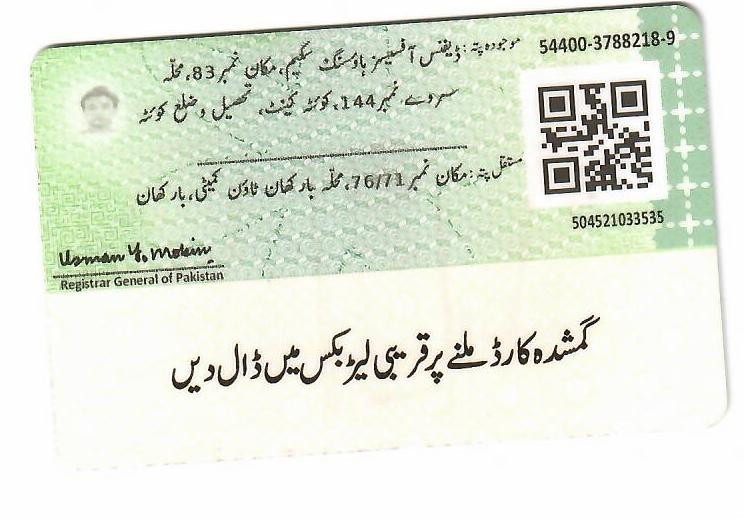 54400-3788218-9
موجودہ پتہ: ڈیفنس آفیسرز ہاؤسنگ سکیم، مکان نمبر 83، محلہ
سروے نمبر 144، کوئٹہ کینٹ، تحصیل و ضلع کوئٹہ
مستقل پتہ: مکان نمبر 76/71، محلہ بارکھان ٹاؤن کمیٹی، بارکھان
504521033535
Usman Y. Mobin
Registrar General of Pakistan
گمشدہ کارڈ ملنے پر قریبی لیٹر بکس میں ڈال دیں